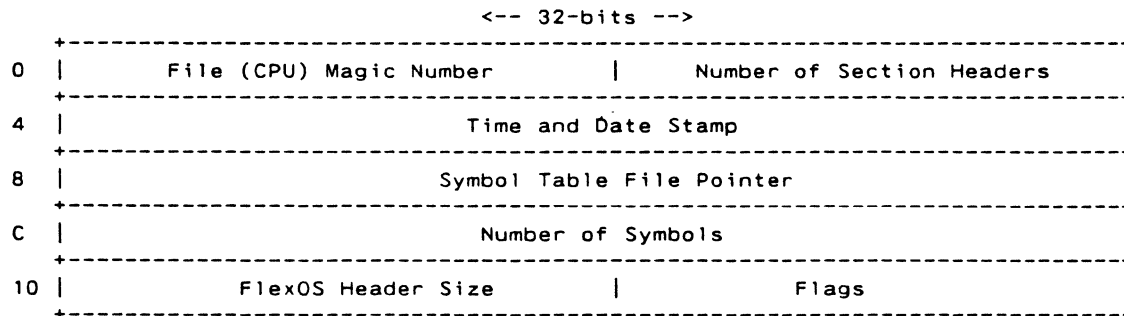 <-- 32-bits -->
0 | File (CPU) Magic Number | Number of Section Headers
4 | Time and Date Stamp
8 | Symbol Table File Pointer
C | Number of Symbols
10 | FlexOS Header Size | Flags